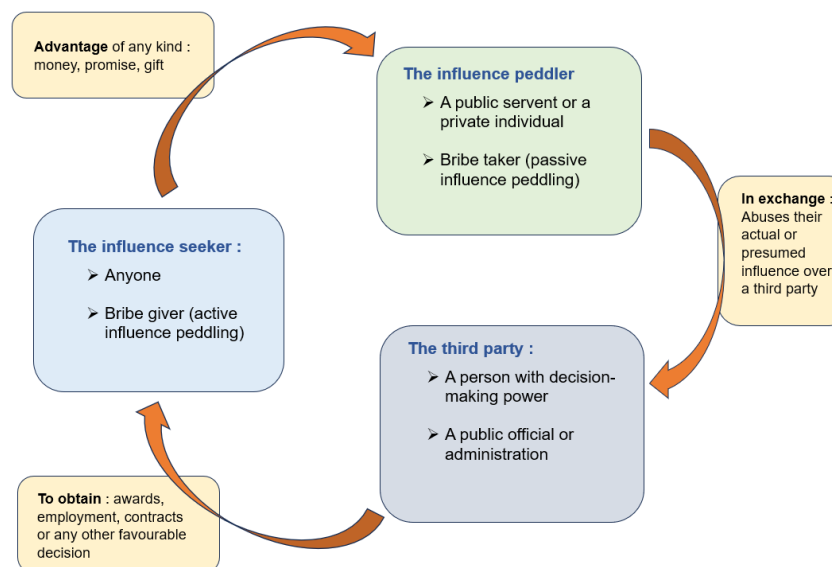 Advantage of any kind :
money, promise, gift
The influence peddler
➢ A public servent or a
private individual
➢ Bribe taker (passive
influence peddling)
In exchange :
Abuses their
actual or
presumed
influence over
a third party
The influence seeker :
➢ Anyone
➢ Bribe giver (active
influence peddling)
The third party :
➢ A person with decision-
making power
➢ A public official or
administration
To obtain : awards,
employment, contracts
or any other favourable
decision